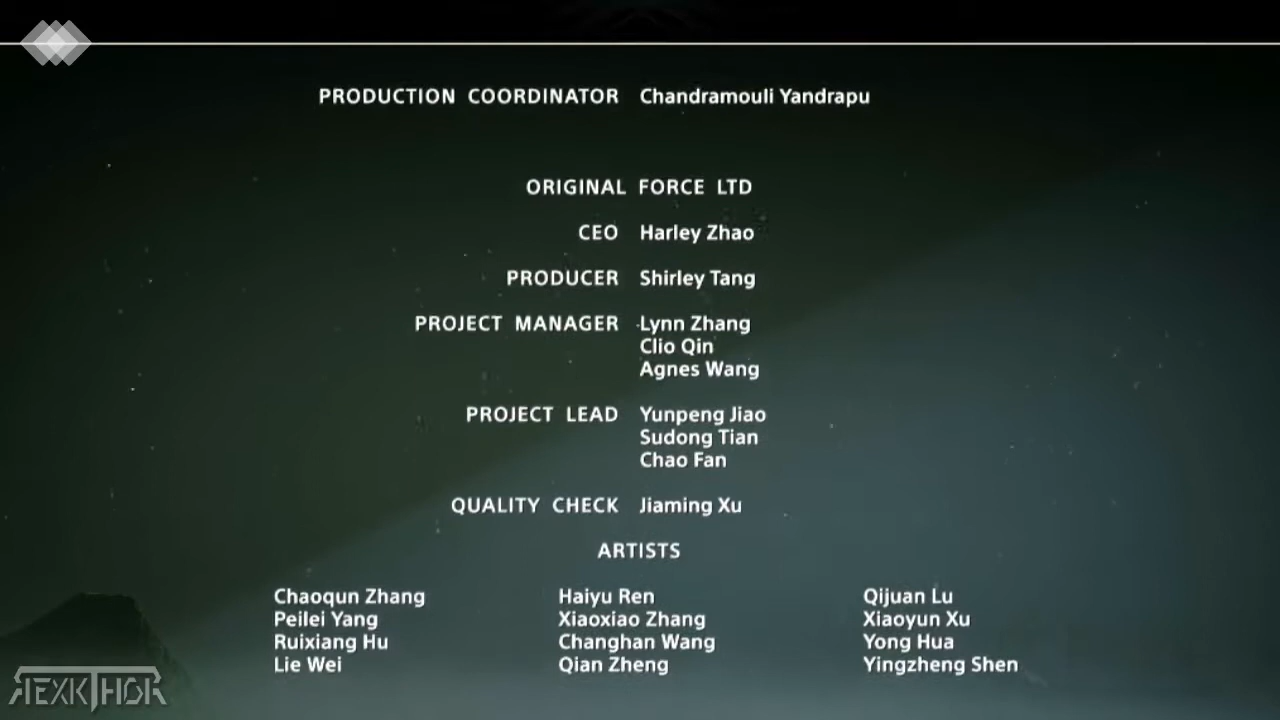 PRODUCTION COORDINATOR Chandramouli Yandrapu
ORIGINAL FORCE LTD
CEO Harley Zhao
PRODUCER Shirley Tang
PROJECT MANAGER Lynn Zhang
Clio Qin
Agnes Wang
PROJECT LEAD Yunpeng Jiao
Sudong Tian
Chao Fan
QUALITY CHECK Jiaming Xu
ARTISTS
Chaoqun Zhang Haiyu Ren Qijuan Lu
Peilei Yang Xiaoxiao Zhang Xiaoyun Xu
Ruixiang Hu Changhan Wang Yong Hua
Lie Wei Qian Zheng Yingzheng Shen